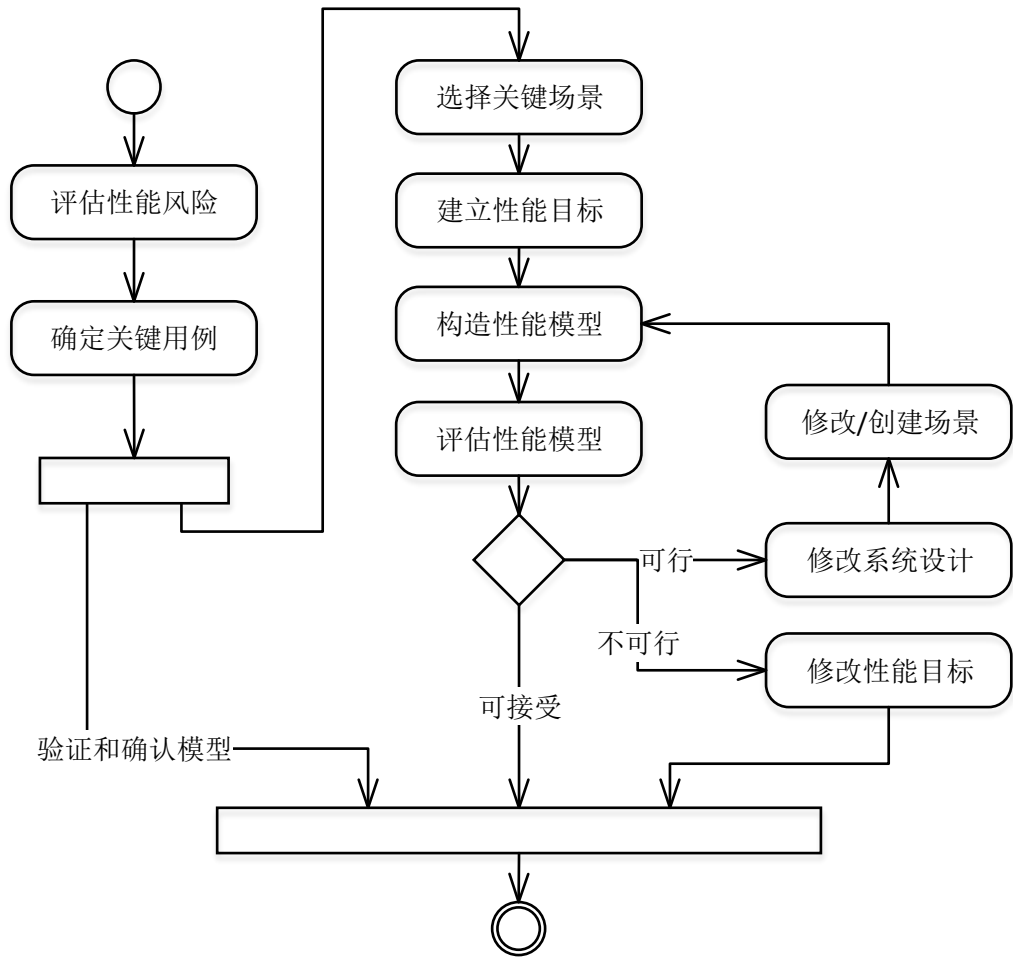 选择关键场景
评估性能风险
建立性能目标
确定关键用例
构造性能模型
评估性能模型
修改/创建场景
可行
修改系统设计
不可行
修改性能目标
可接受
验证和确认模型